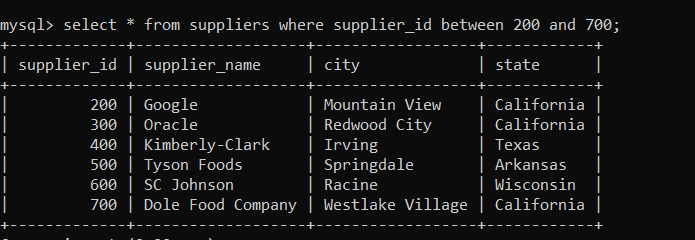 mysql> select * from suppliers where supplier_id between 200 and 700;
+-------------+-------------------+------------------+------------+
| supplier_id | supplier_name     | city             | state      |
+-------------+-------------------+------------------+------------+
|         200 | Google            | Mountain View    | California |
|         300 | Oracle            | Redwood City     | California |
|         400 | Kimberly-Clark    | Irving           | Texas      |
|         500 | Tyson Foods       | Springdale       | Arkansas   |
|         600 | SC Johnson        | Racine           | Wisconsin  |
|         700 | Dole Food Company | Westlake Village | California |
+-------------+-------------------+------------------+------------+